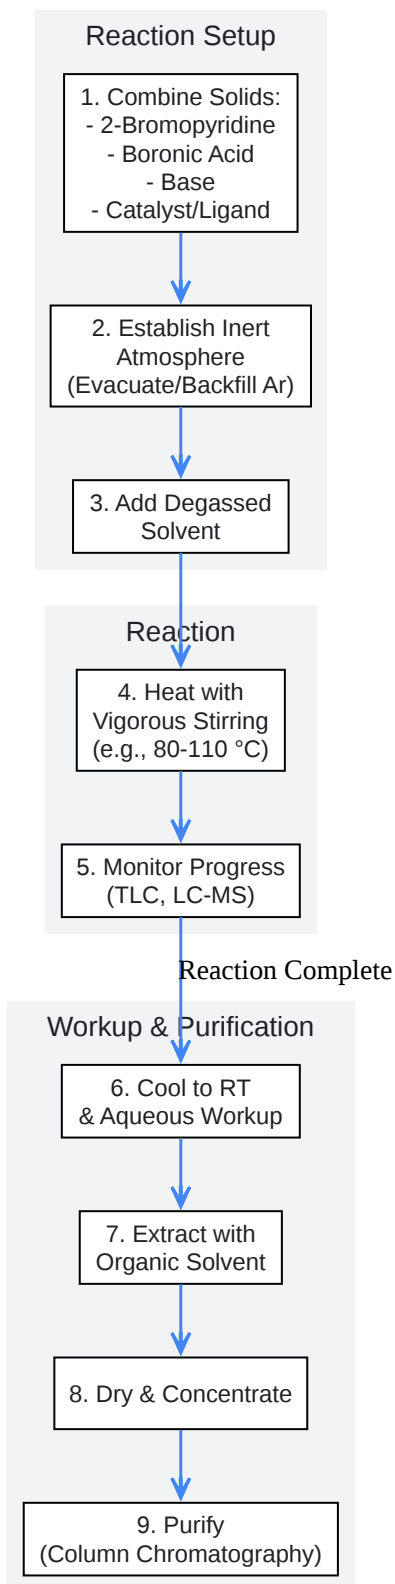 Reaction Setup
1. Combine Solids:
- 2-Bromopyridine
- Boronic Acid
- Base
- Catalyst/Ligand
2. Establish Inert
Atmosphere
(Evacuate/Backfill Ar)
3. Add Degassed
Solvent
Reaction
4. Heat with
Vigorous Stirring
(e.g., 80-110 °C)
5. Monitor Progress
(TLC, LC-MS)
Reaction Complete
Workup & Purification
6. Cool to RT
& Aqueous Workup
7. Extract with
Organic Solvent
8. Dry & Concentrate
9. Purify
(Column Chromatography)